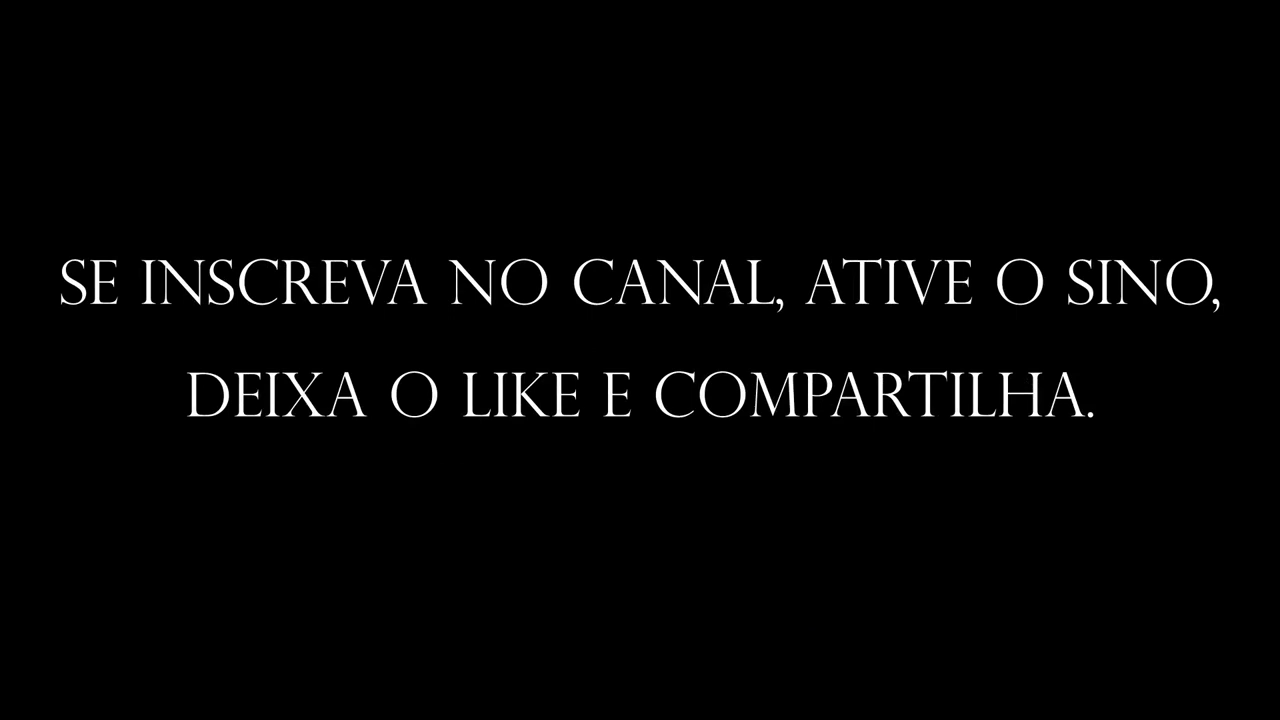 SE INSCREVA NO CANAL, ATIVE O SINO,
DEIXA O LIKE E COMPARTILHA.